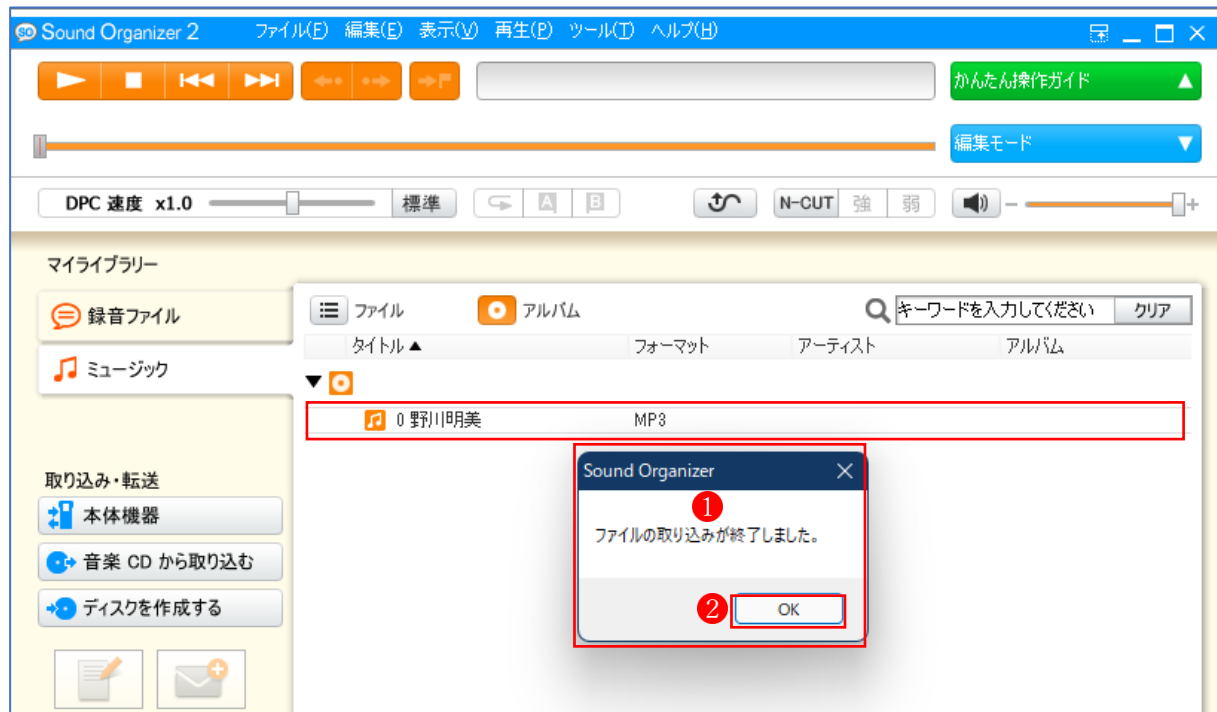 SO Sound Organizer 2 ファイル(F) 編集(E) 表示(V) 再生(P) ツール(T) ヘルプ(H)
かんたん操作ガイド
編集モード
DPC 速度 x1.0 標準 A B N-CUT 強 弱
マイライブラリー
録音ファイル
ミュージック
ファイル アルバム キーワードを入力してください クリア
タイトル フォーマット アーティスト アルバム
0 野川明美 MP3
Sound Organizer
1
ファイルの取り込みが終了しました。
2 OK
取り込み・転送
本体機器
音楽 CD から取り込む
ディスクを作成する